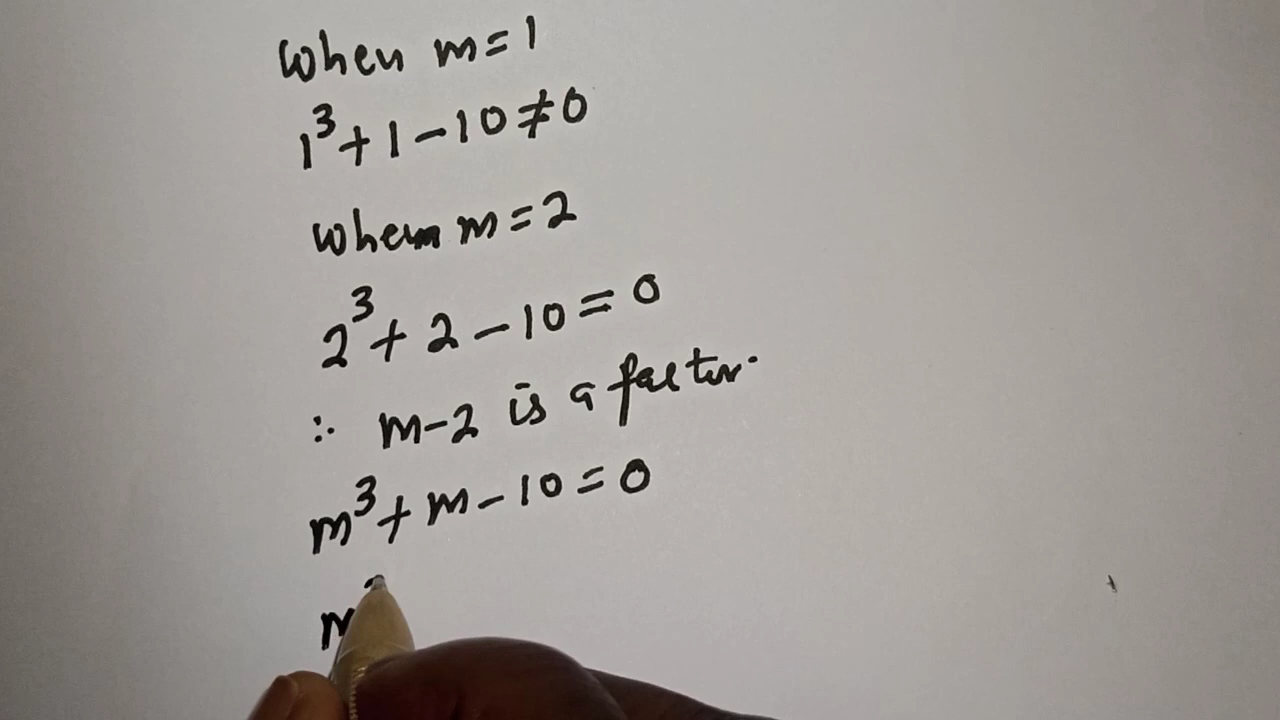 When m=1
1³+1-10≠0
when m=2
2³+2-10=0
∴ m-2 is a factor.
m³+m-10=0
m